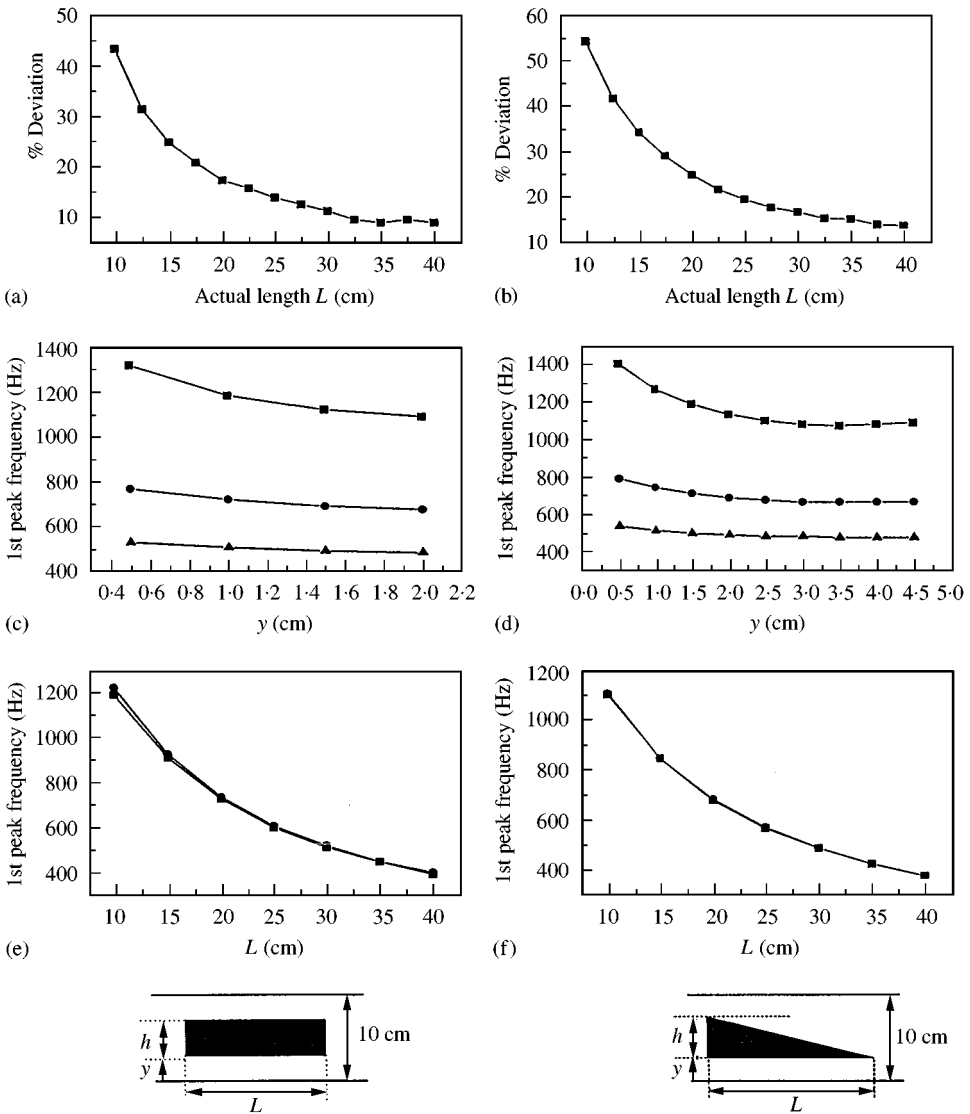 50
40
30
20
10
% Deviation
10 15 20 25 30 35 40
Actual length L (cm)
(a)
60
50
40
30
20
10
% Deviation
10 15 20 25 30 35 40
Actual length L (cm)
(b)
1400
1200
1000
800
600
400
1st peak frequency (Hz)
0·4 0·6 0·8 1·0 1·2 1·4 1·6 1·8 2·0 2·2
y (cm)
(c)
1400
1200
1000
800
600
400
1st peak frequency (Hz)
0·0 0·5 1·0 1·5 2·0 2·5 3·0 3·5 4·0 4·5 5·0
y (cm)
(d)
1200
1000
800
600
400
1st peak frequency (Hz)
10 15 20 25 30 35 40
L (cm)
(e)
1200
1000
800
600
400
1st peak frequency (Hz)
10 15 20 25 30 35 40
L (cm)
(f)
h
y
L
10 cm
h
y
L
10 cm